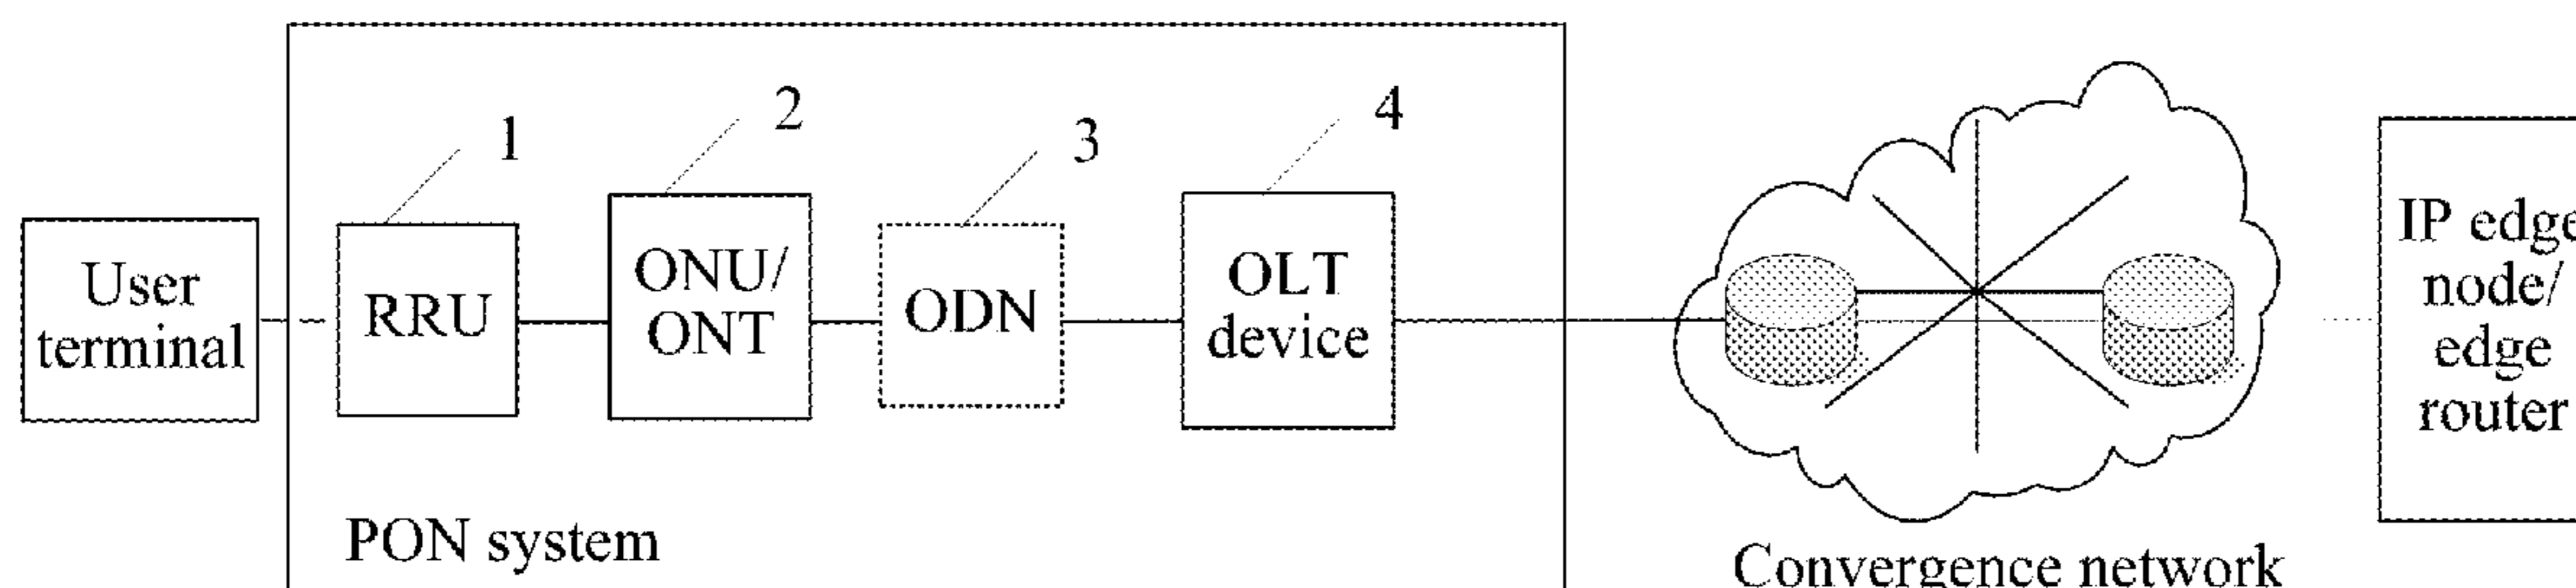 1
2
3
4
User
terminal
RRU
ONU/
ONT
ODN
OLT
device
IP edge
node/
edge
router
PON system
Convergence network